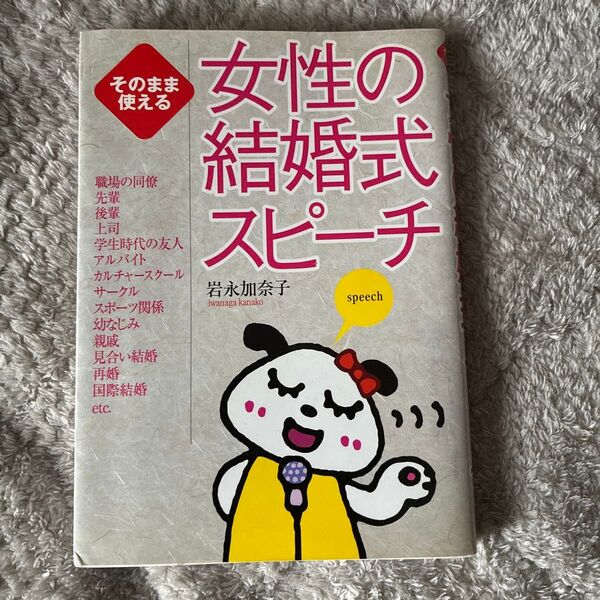 そのまま
使える
女性の
結婚式
スピーチ
岩永加奈子
iwanaga kanako
speech
職場の同僚
先輩
後輩
上司
学生時代の友人
アルバイト
カルチャースクール
サークル
スポーツ関係
幼なじみ
親戚
見合い結婚
再婚
国際結婚
etc.